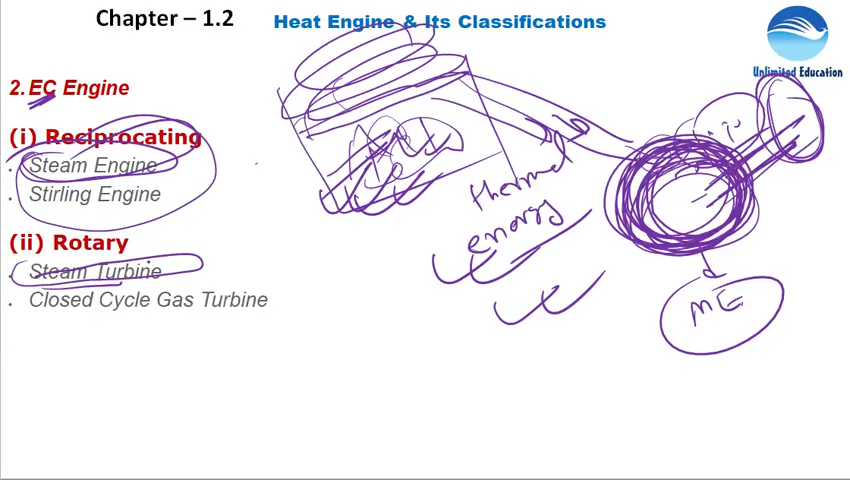 Chapter – 1.2
Heat Engine & Its Classifications
Unlimited Education
2. EC Engine
(i) Reciprocating
. Steam Engine
. Stirling Engine
(ii) Rotary
. Steam Turbine
. Closed Cycle Gas Turbine
thermal
energy
ME